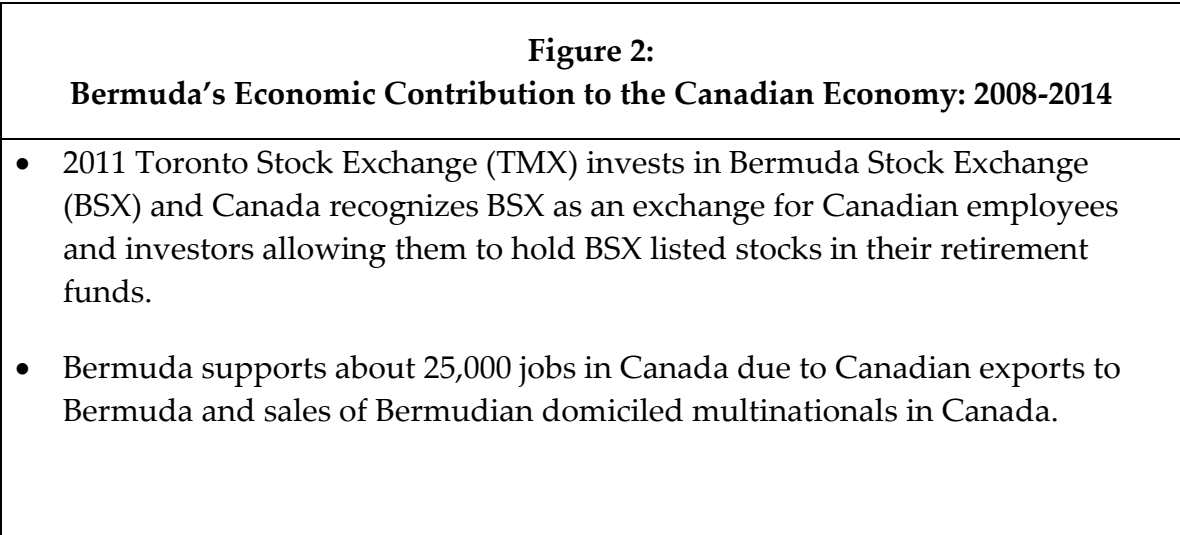 Figure 2:
Bermuda’s Economic Contribution to the Canadian Economy: 2008-2014
• 2011 Toronto Stock Exchange (TMX) invests in Bermuda Stock Exchange
(BSX) and Canada recognizes BSX as an exchange for Canadian employees
and investors allowing them to hold BSX listed stocks in their retirement
funds.
• Bermuda supports about 25,000 jobs in Canada due to Canadian exports to
Bermuda and sales of Bermudian domiciled multinationals in Canada.